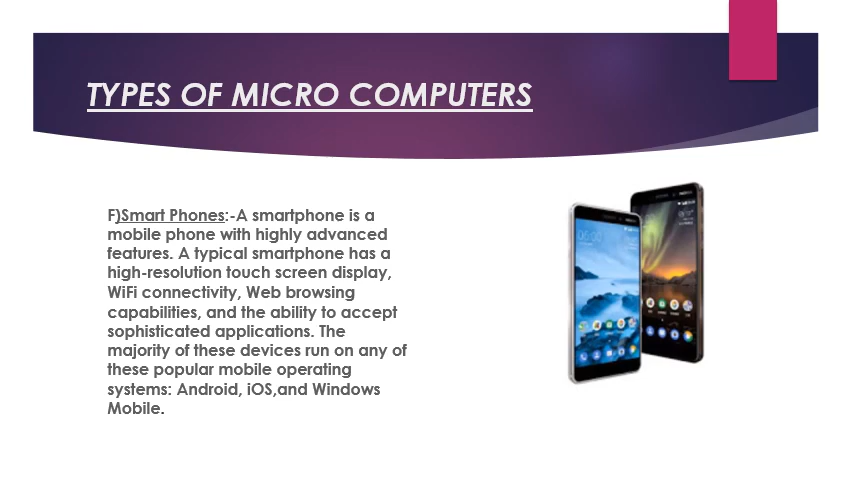 TYPES OF MICRO COMPUTERS
F)Smart Phones:-A smartphone is a
mobile phone with highly advanced
features. A typical smartphone has a
high-resolution touch screen display,
WiFi connectivity, Web browsing
capabilities, and the ability to accept
sophisticated applications. The
majority of these devices run on any of
these popular mobile operating
systems: Android, iOS,and Windows
Mobile.